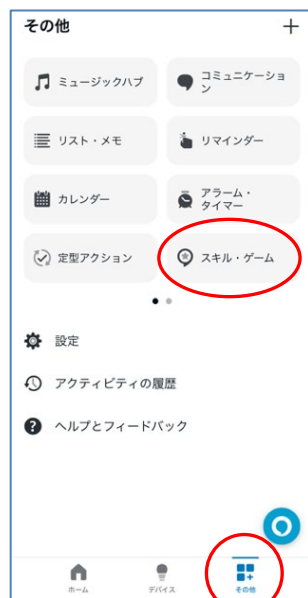 その他
ミュージックハブ
コミュニケーショ
ン
リスト・メモ
リマインダー
カレンダー
アラーム・
タイマー
定型アクション
スキル・ゲーム
設定
アクティビティの履歴
ヘルプとフィードバック
ホーム
デバイス
その他